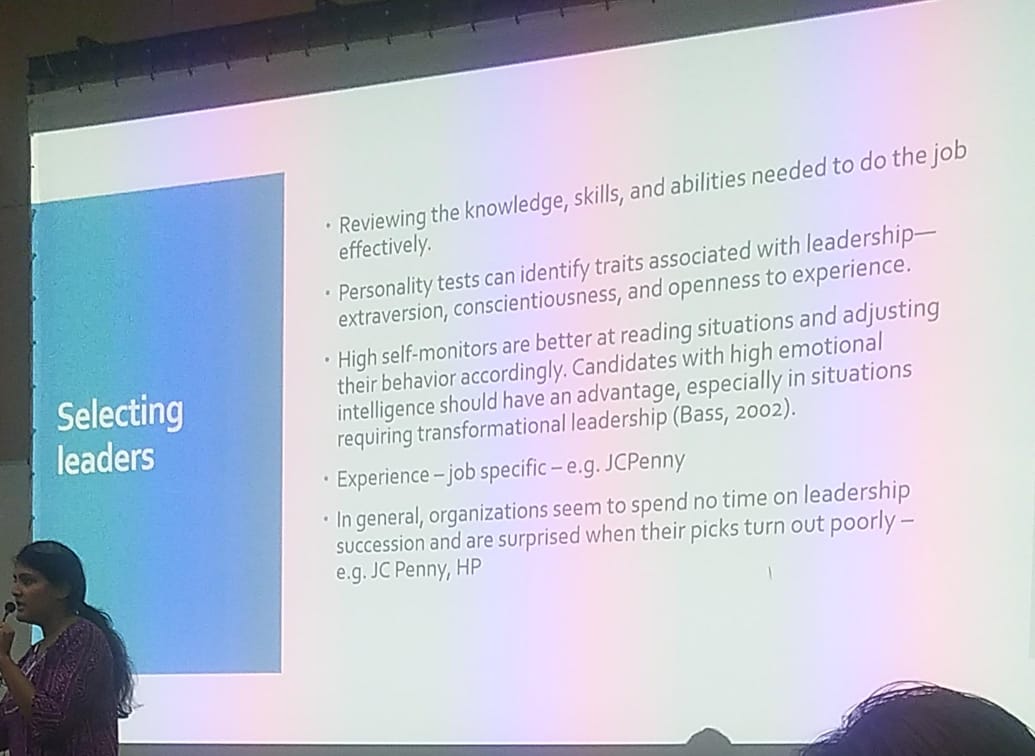 Selecting
leaders
• Reviewing the knowledge, skills, and abilities needed to do the job
effectively.
• Personality tests can identify traits associated with leadership—
extraversion, conscientiousness, and openness to experience.
• High self-monitors are better at reading situations and adjusting
their behavior accordingly. Candidates with high emotional
intelligence should have an advantage, especially in situations
requiring transformational leadership (Bass, 2002).
• Experience – job specific – e.g. JCPenny
• In general, organizations seem to spend no time on leadership
succession and are surprised when their picks turn out poorly –
e.g. JC Penny, HP